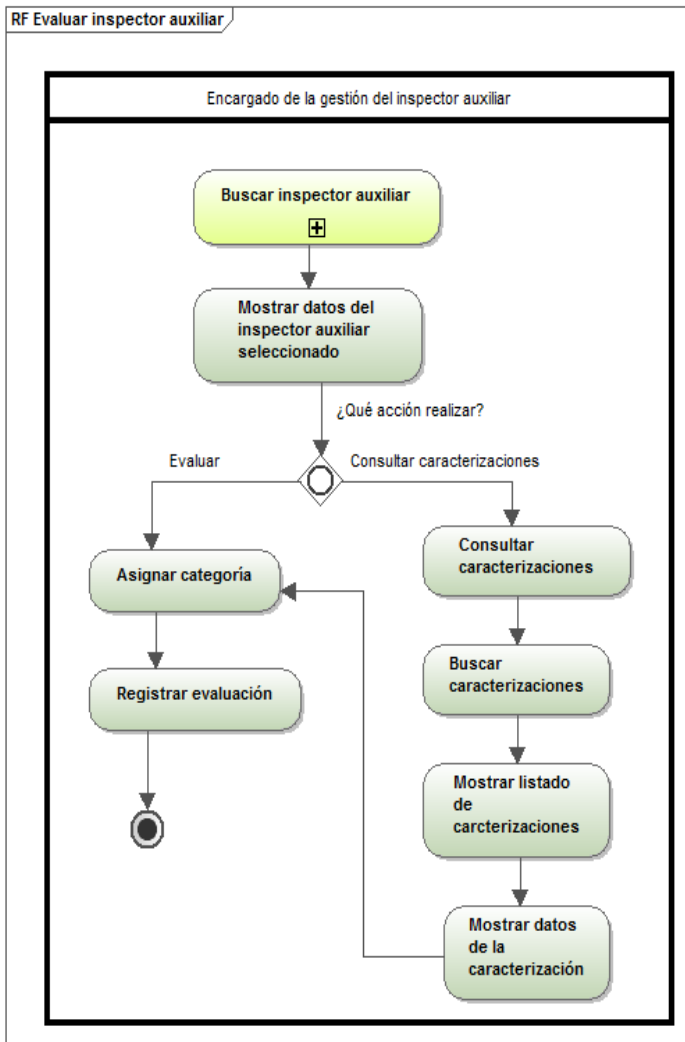 RF Evaluar inspector auxiliar
Encargado de la gestión del inspector auxiliar
Buscar inspector auxiliar
Mostrar datos del
inspector auxiliar
seleccionado
¿Qué acción realizar?
Evaluar
Consultar caracterizaciones
Asignar categoría
Consultar
caracterizaciones
Registrar evaluación
Buscar
caracterizaciones
Mostrar listado
de
carcterizaciones
Mostrar datos
de la
caracterización